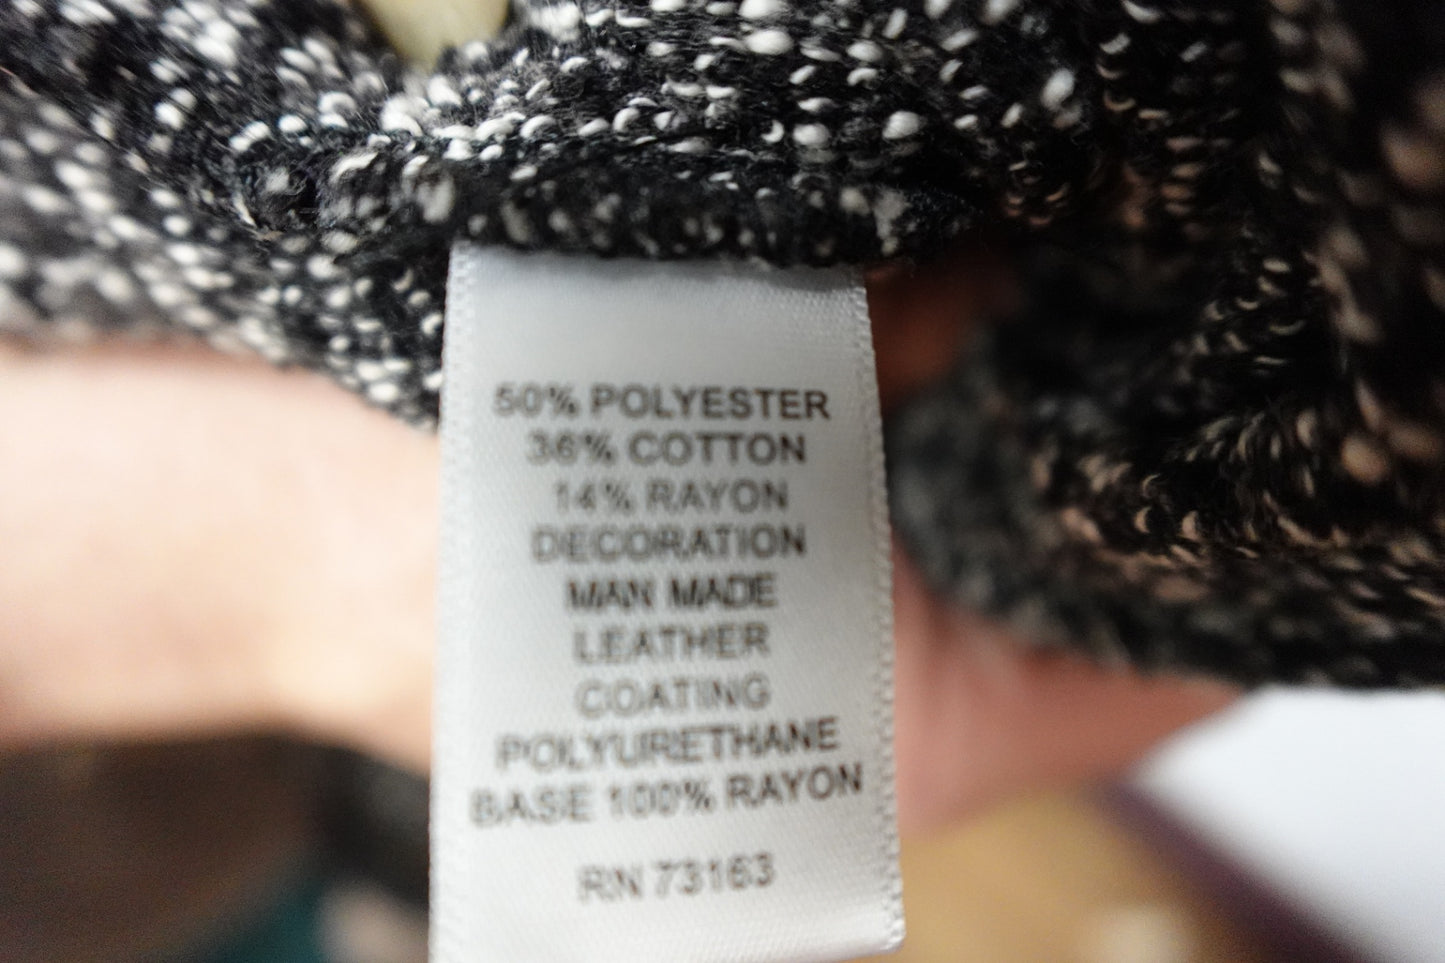 50% POLYESTER
36% COTTON
14% RAYON
DECORATION
MAN MADE
LEATHER
COATING
POLYURETHANE
BASE 100% RAYON
RN 73163